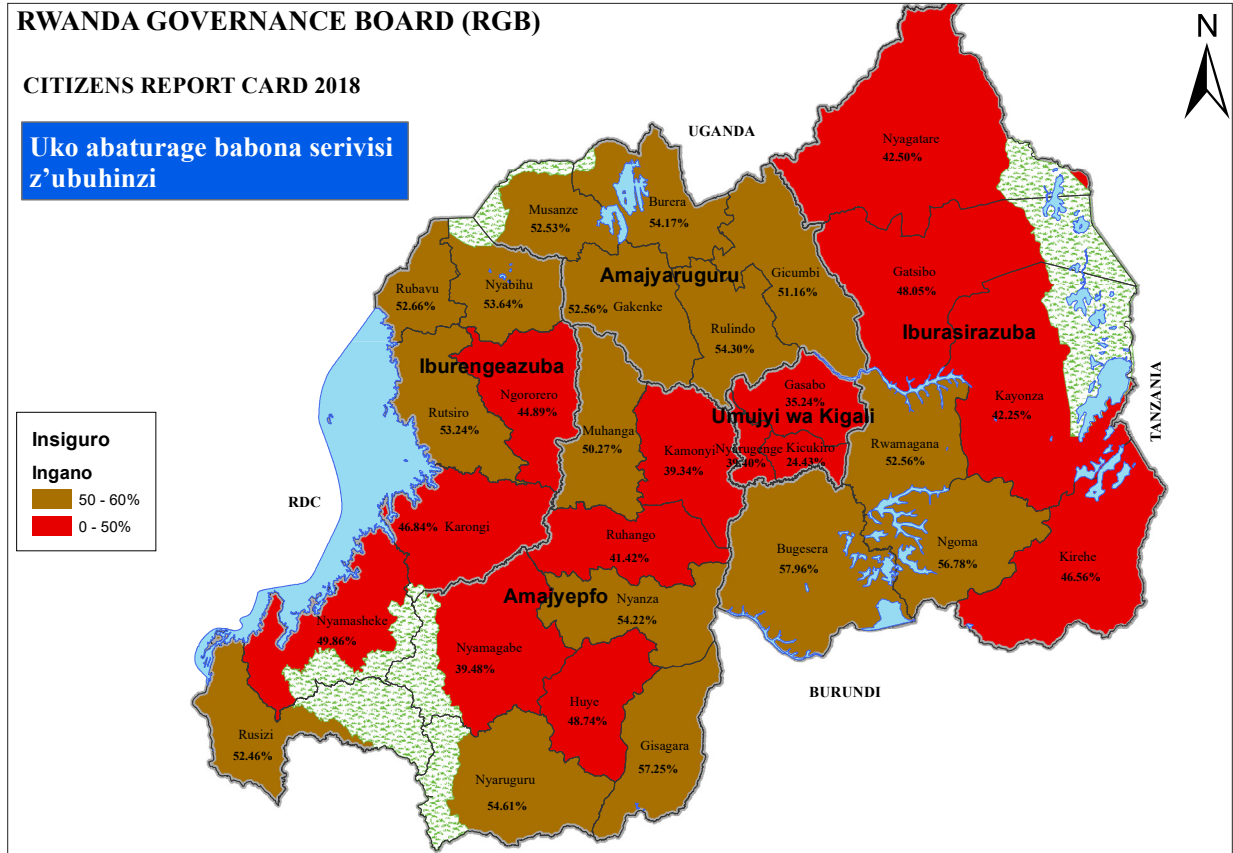 RWANDA GOVERNANCE BOARD (RGB)
CITIZENS REPORT CARD 2018
Uko abaturage babona serivisi
z'ubuhinzi
N
UGANDA
Nyagatare
42.50%
Musanze
52.53%
Burera
54.17%
Gicumbi
51.16%
Gatsibo
48.05%
Rubavu
52.66%
Nyabihu
53.64%
Amajyaruguru
52.56% Gakenke
Rulindo
54.30%
Iburasirazuba
Iburengeazuba
Ngororero
44.89%
Rutsiro
53.24%
Muhanga
50.27%
Kamonyi
39.34%
Gasabo
35.24%
Umujyi wa Kigali
Nyarugenge
39.40%
Kicukiro
24.43%
Rwamagana
52.56%
Kayonza
42.25%
TANZANIA
Insiguro
Ingano
50 - 60%
0 - 50%
RDC
46.84% Karongi
Ruhango
41.42%
Bugesera
57.96%
Ngoma
56.78%
Kirehe
46.56%
Amajyepfo
Nyanza
54.22%
Nyamasheke
49.86%
Nyamagabe
39.48%
Huye
48.74%
BURUNDI
Rusizi
52.46%
Gisagara
57.25%
Nyaruguru
54.61%